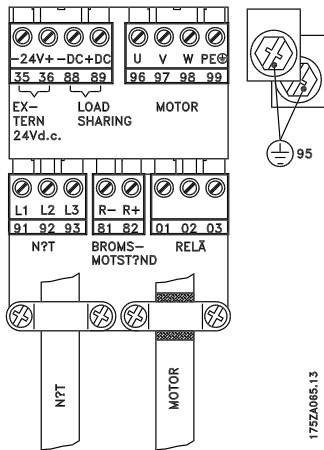 -24V+ -DC+DC
35 36 88 89
EX-
TERN
24Vd.c.
LOAD
SHARING
U V W PE
96 97 98 99
MOTOR
95
L1 L2 L3
91 92 93
N?T
R- R+
81 82
BROMS-
MOTST?ND
01 02 03
RELÄ
N?T
MOTOR
175ZA065.13